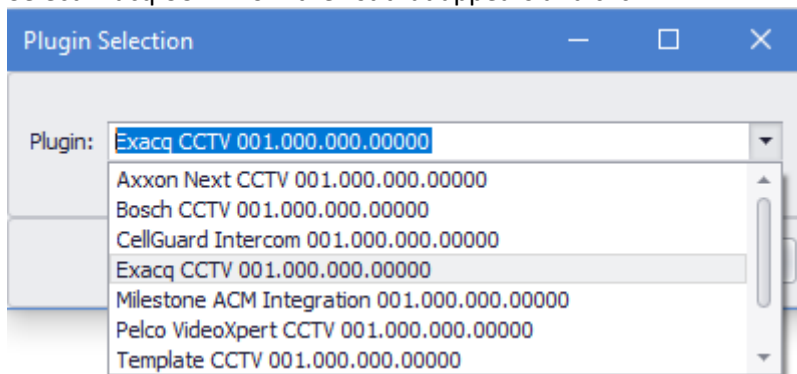 Plugin Selection
Plugin: Exacq CCTV 001.000.000.00000
Axxon Next CCTV 001.000.000.00000
Bosch CCTV 001.000.000.00000
CellGuard Intercom 001.000.000.00000
Exacq CCTV 001.000.000.00000
Milestone ACM Integration 001.000.000.00000
Pelco VideoXpert CCTV 001.000.000.00000
Template CCTV 001.000.000.00000